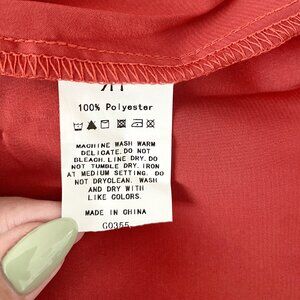 100% Polyester
MACHINE WASH WARM
DELICATE. DO NOT
BLEACH. LINE DRY. DO
NOT TUMBLE DRY. IRON
AT MEDIUM SETTING. DO
NOT DRYCLEAN. WASH
AND DRY WITH
LIKE COLORS.
MADE IN CHINA
G0355